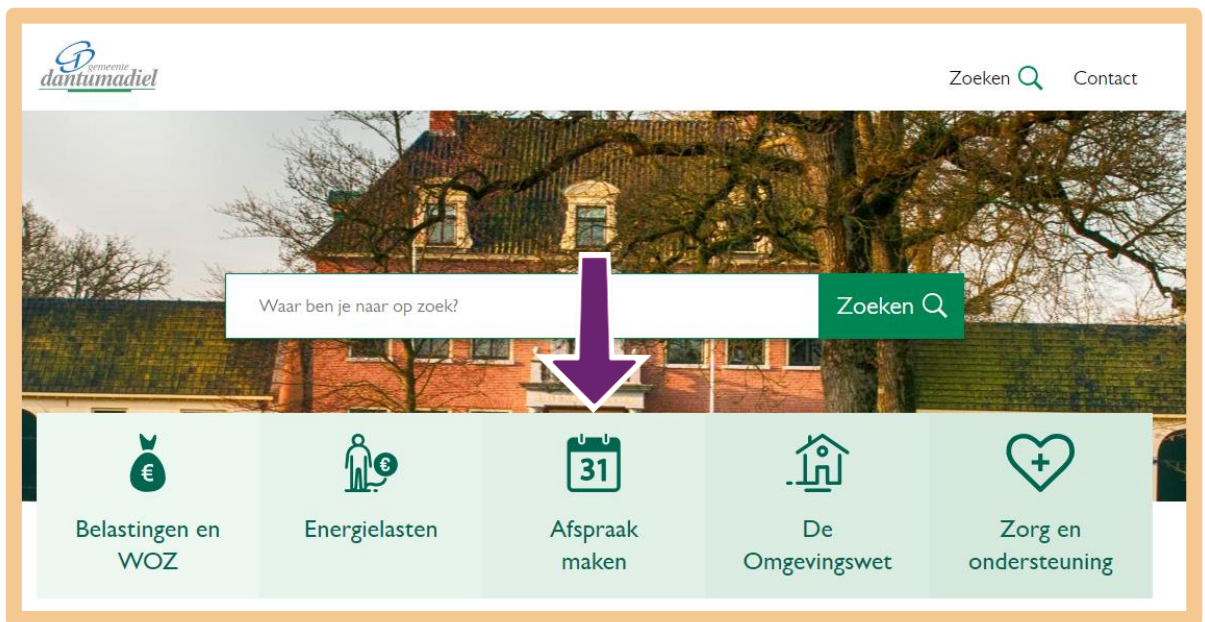 gemeente
dantumadiel
Zoeken
Contact
Waar ben je naar op zoek?
Zoeken
€
€
31
Belastingen en
WOZ
Energielasten
Afspraak
maken
De
Omgevingswet
Zorg en
ondersteuning